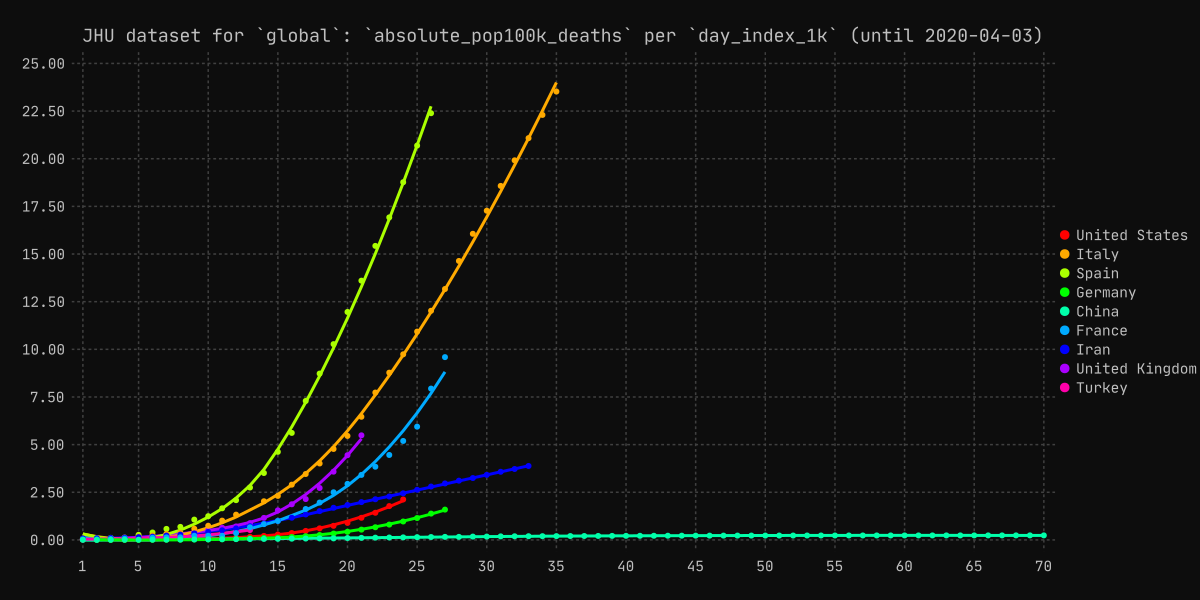 JHU dataset for `global`: `absolute_pop100k_deaths` per `day_index_1k` (until 2020-04-03)
25.00
22.50
20.00
17.50
15.00
12.50
10.00
7.50
5.00
2.50
0.00
1 5 10 15 20 25 30 35 40 45 50 55 60 65 70
United States
Italy
Spain
Germany
China
France
Iran
United Kingdom
Turkey